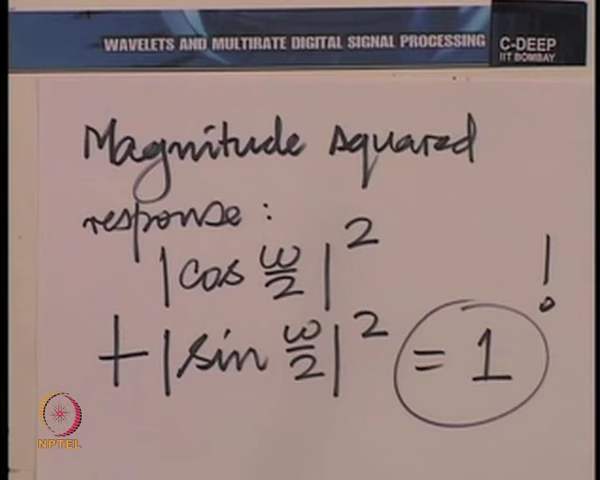 WAVELETS AND MULTIRATE DIGITAL SIGNAL PROCESSING
C-DEEP
IIT BOMBAY
Magnitude squared
response:
|cos ω/2|²
+ |sin ω/2|² = 1 !
NPTEL